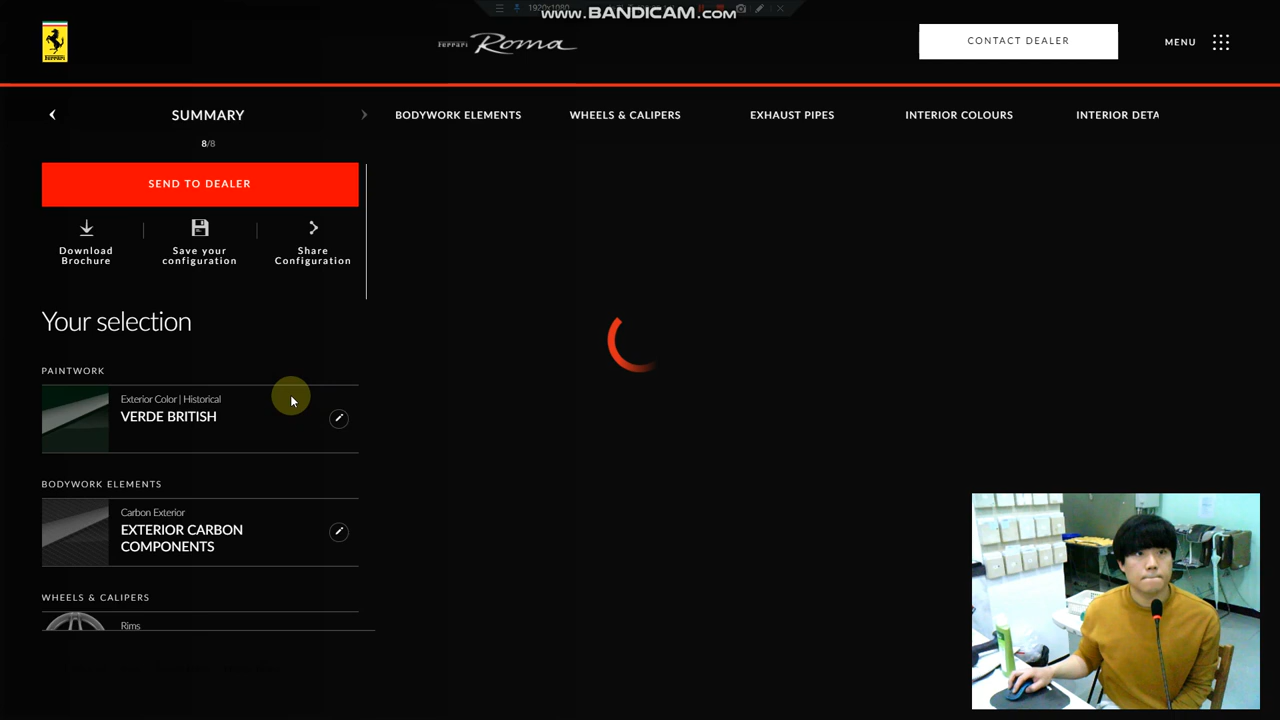 1920x1080
www.BANDICAM.com
Ferrari Roma
CONTACT DEALER
MENU
SUMMARY
BODYWORK ELEMENTS
WHEELS & CALIPERS
EXHAUST PIPES
INTERIOR COLOURS
INTERIOR DETA
8/8
SEND TO DEALER
Download
Brochure
Save your
configuration
Share
Configuration
Your selection
PAINTWORK
Exterior Color | Historical
VERDE BRITISH
BODYWORK ELEMENTS
Carbon Exterior
EXTERIOR CARBON
COMPONENTS
WHEELS & CALIPERS
Rims